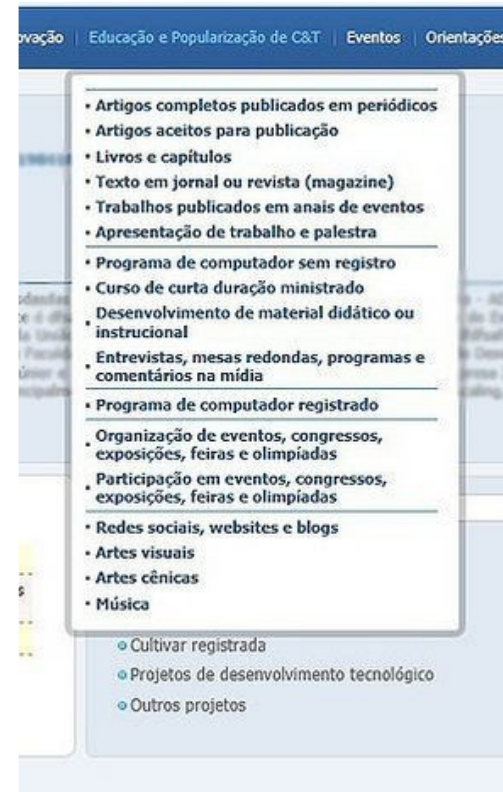 ovação | Educação e Popularização de C&T | Eventos | Orientações
• Artigos completos publicados em periódicos
• Artigos aceitos para publicação
• Livros e capítulos
• Texto em jornal ou revista (magazine)
• Trabalhos publicados em anais de eventos
• Apresentação de trabalho e palestra
• Programa de computador sem registro
• Curso de curta duração ministrado
• Desenvolvimento de material didático ou
instrucional
• Entrevistas, mesas redondas, programas e
comentários na mídia
• Programa de computador registrado
• Organização de eventos, congressos,
exposições, feiras e olimpíadas
• Participação em eventos, congressos,
exposições, feiras e olimpíadas
• Redes sociais, websites e blogs
• Artes visuais
• Artes cênicas
• Música
Cultivar registrada
Projetos de desenvolvimento tecnológico
Outros projetos